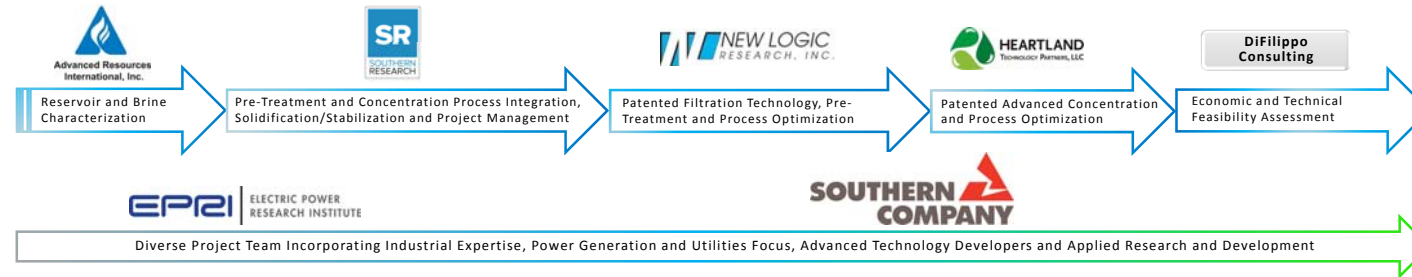 Advanced Resources
International, Inc.
Reservoir and Brine
Characterization
SR
SOUTHERN
RESEARCH
Pre-Treatment and Concentration Process Integration,
Solidification/Stabilization and Project Management
NEW LOGIC
RESEARCH, INC.
Patented Filtration Technology, Pre-
Treatment and Process Optimization
HEARTLAND
TECHNOLOGY PARTNERS, LLC
Patented Advanced Concentration
and Process Optimization
DiFilippo
Consulting
Economic and Technical
Feasibility Assessment
EPRI
ELECTRIC POWER
RESEARCH INSTITUTE
SOUTHERN
COMPANY
Diverse Project Team Incorporating Industrial Expertise, Power Generation and Utilities Focus, Advanced Technology Developers and Applied Research and Development